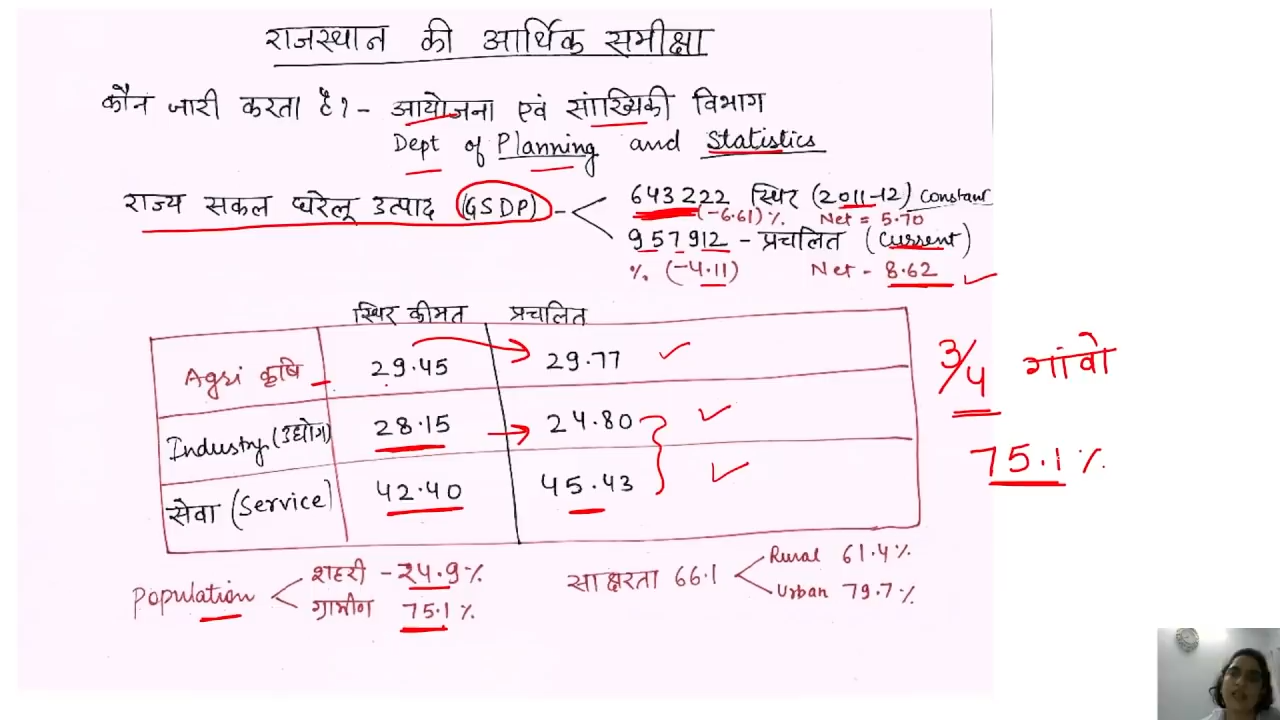 राजस्थान की आर्थिक समीक्षा
कौन जारी करता है? - आयोजना एवं सांख्यिकी विभाग
Dept of Planning and Statistics
राज्य सकल घरेलू उत्पाद (GSDP) -
643222 स्थिर (2011-12) Constant
(-6.61)% Net = 5.70
957912 - प्रचलित (Current)
% (-4.11) Net - 8.62
स्थिर कीमत प्रचलित
Agri कृषि 29.45 29.77
Industry (उद्योग) 28.15 24.80
सेवा (Service) 42.40 45.43
3/4 गांवो
75.1%
Population
शहरी - 24.9%
ग्रामीण 75.1%
साक्षरता 66.1
Rural 61.4%
Urban 79.7%